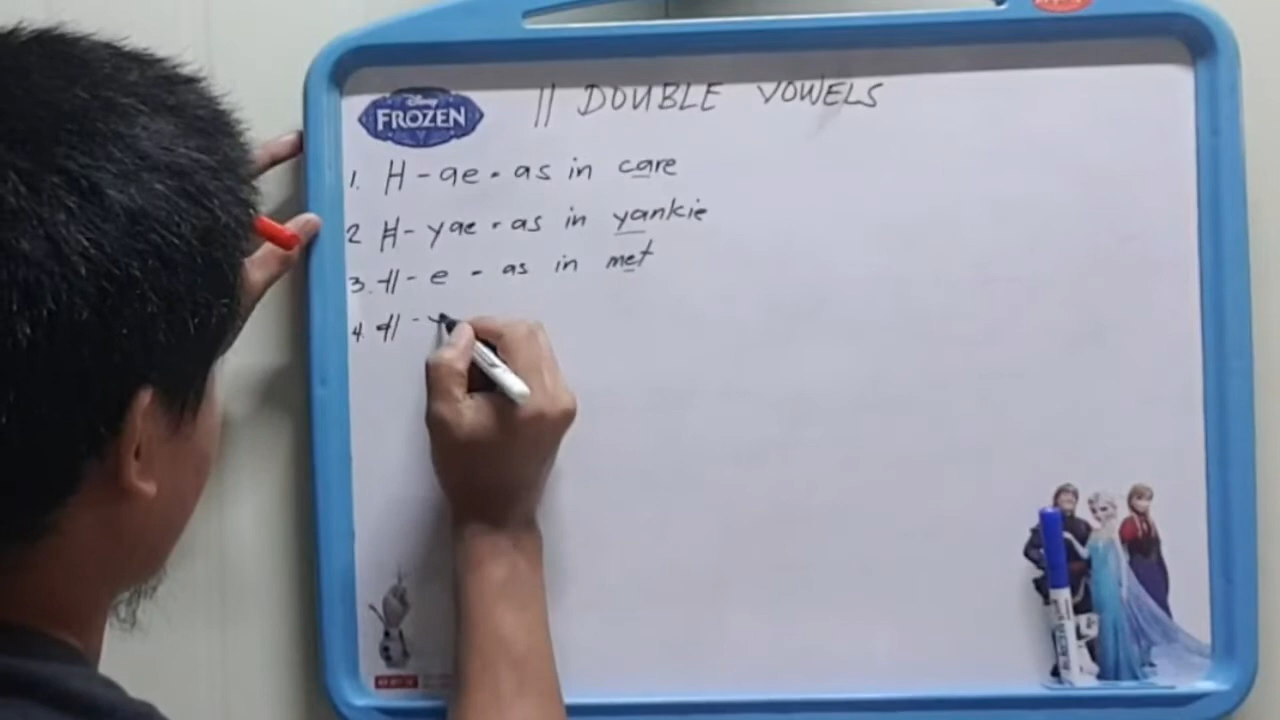 Disney
FROZEN
11 DOUBLE VOWELS
1. ㅐ - ae - as in care
2 ㅒ - yae - as in yankie
3. ㅔ - e - as in met
4. ㅖ - y